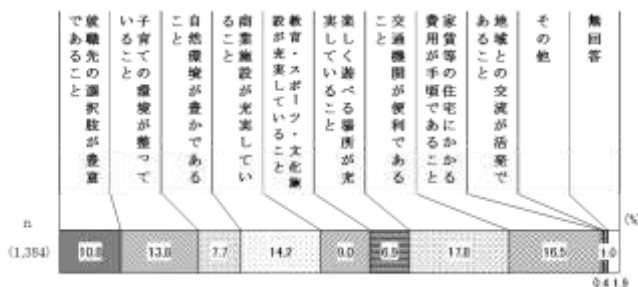 就職先の選択肢が豊富
であること
子育ての環境が整って
いること
自然環境が豊かである
こと
商業施設が充実してい
ること
教育・スポーツ・文化施
設が充実していること
楽しく遊べる場所が充
実していること
交通機関が便利である
こと
家賃等の住宅にかかる
費用が手頃であること
地域との交流が活発で
あること
その他
無回答
(%)
n
(1,384)
13.8
7.7
14.2
9.0
6.9
17.8
16.5
1.0
0.6
1.9